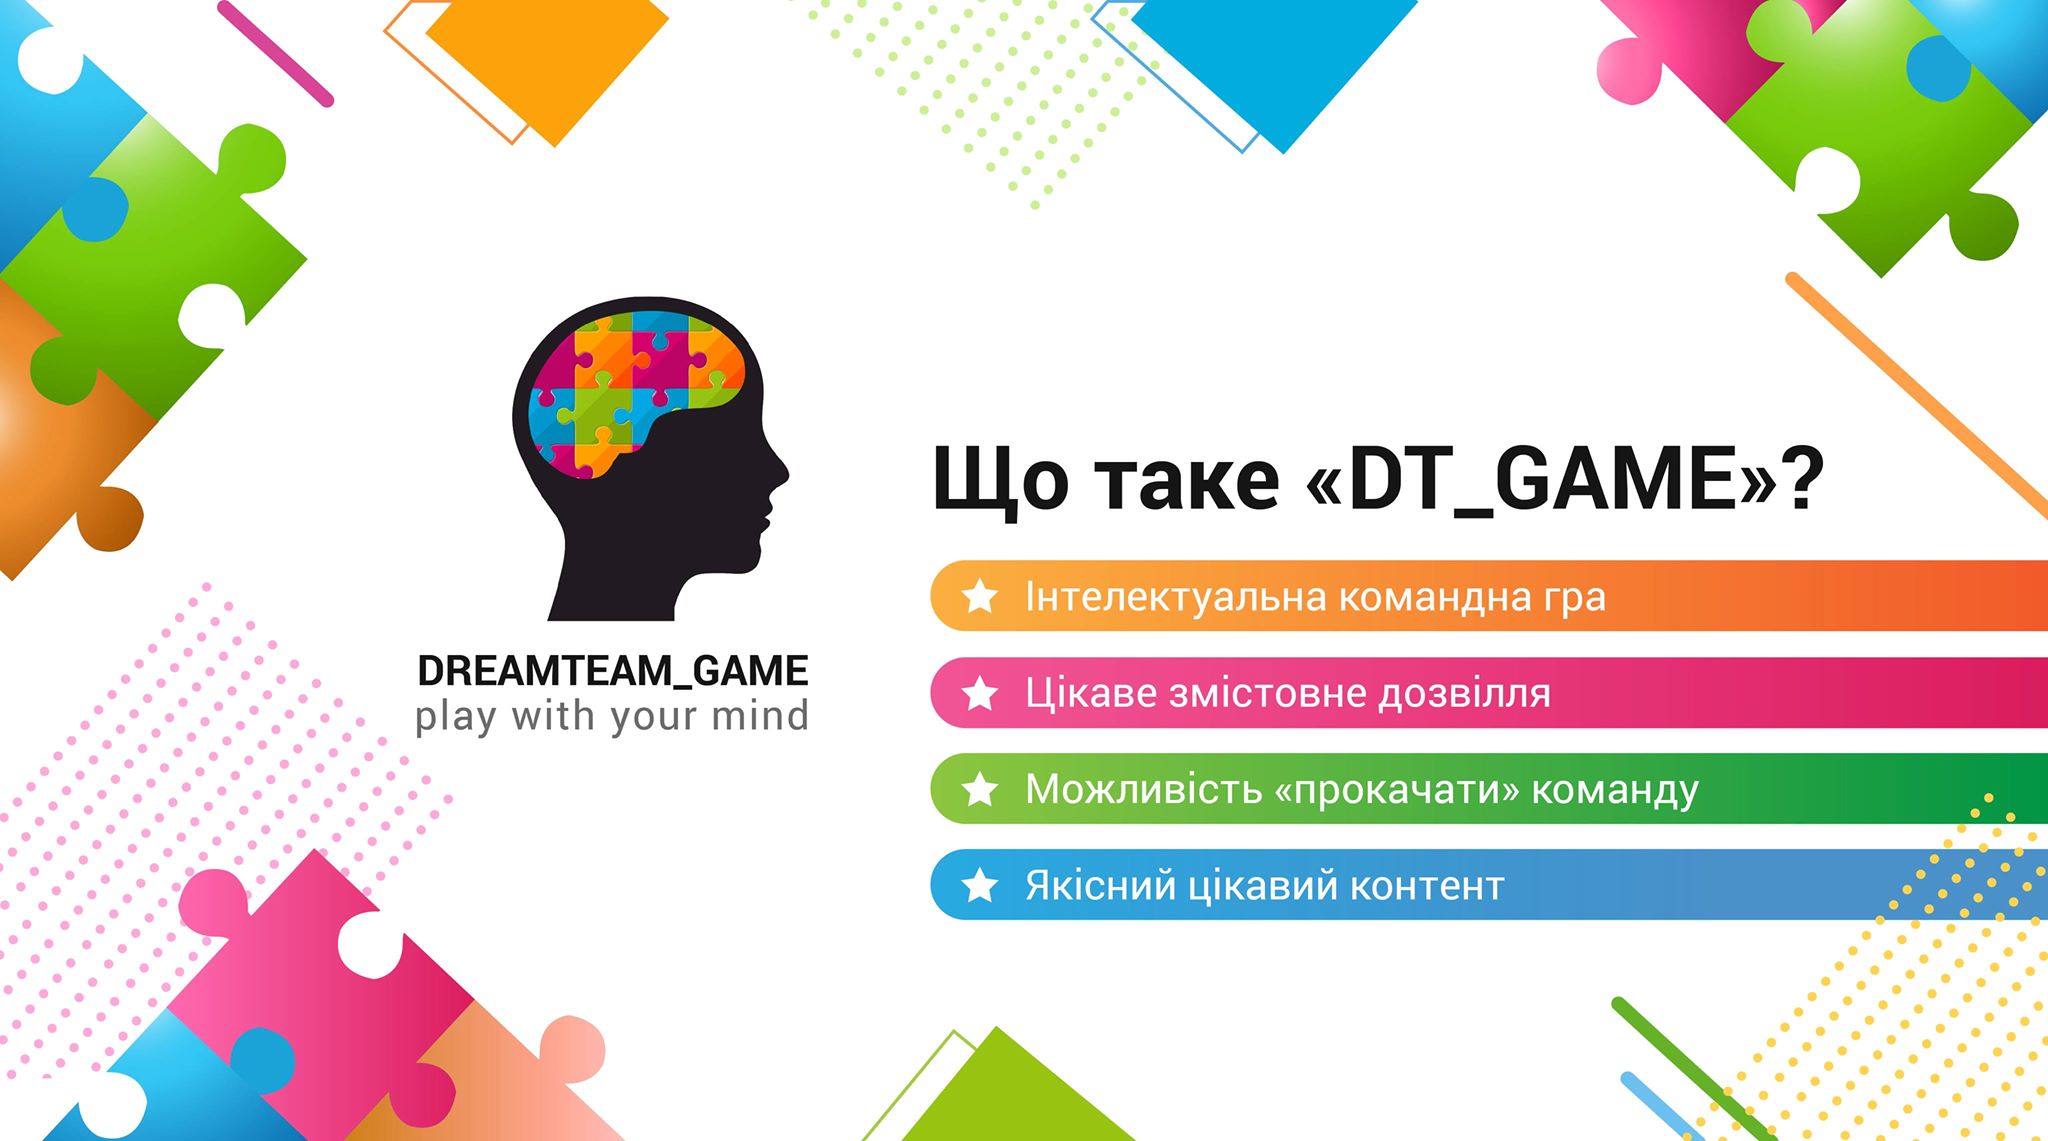 DREAMTEAM_GAME
play with your mind
Що таке «DT_GAME»?
Інтелектуальна командна гра
Цікаве змістовне дозвілля
Можливість «прокачати» команду
Якісний цікавий контент